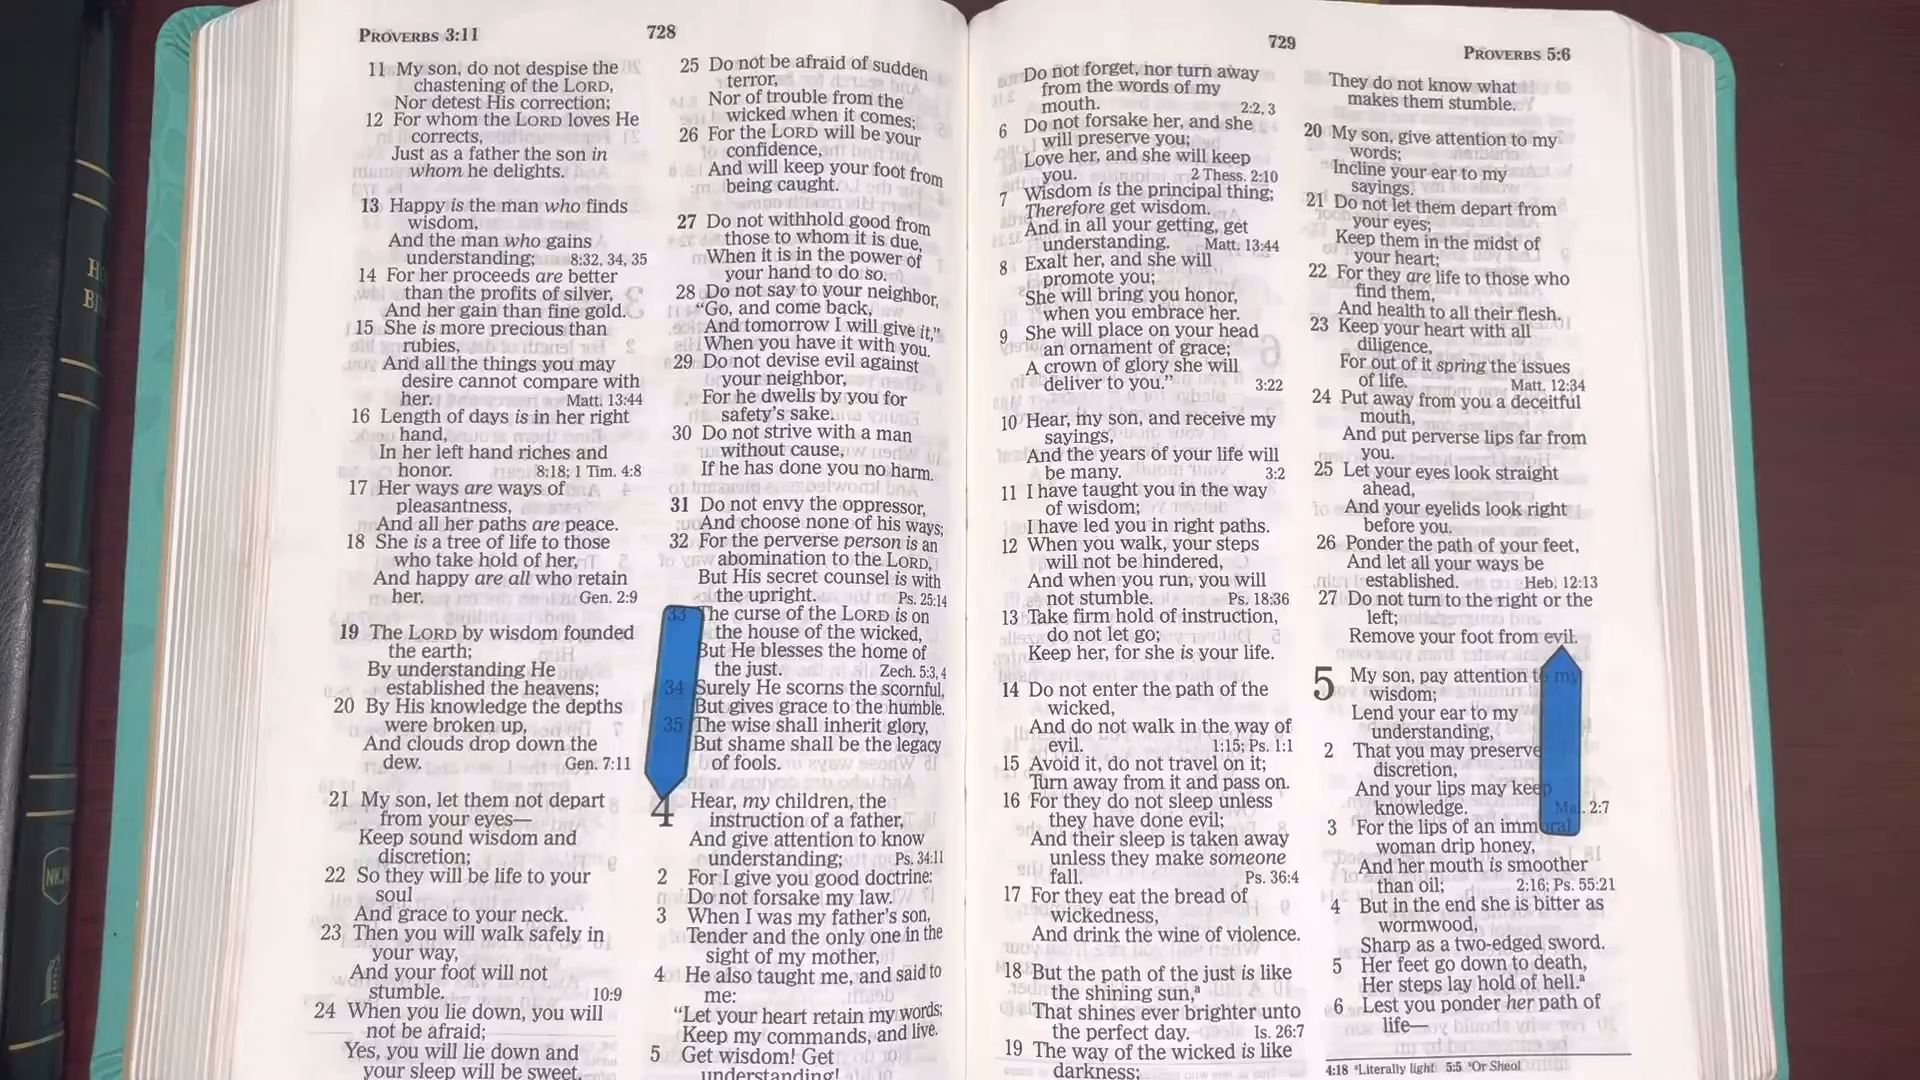 PROVERBS 3:11
728
11 My son, do not despise the
chastening of the LORD,
Nor detest His correction;
12 For whom the LORD loves He
corrects,
Just as a father the son in
whom he delights.
13 Happy is the man who finds
wisdom,
And the man who gains
understanding; 8:32, 34, 35
14 For her proceeds are better
than the profits of silver,
And her gain than fine gold.
15 She is more precious than
rubies,
And all the things you may
desire cannot compare with
her. Matt. 13:44
16 Length of days is in her right
hand,
In her left hand riches and
honor. 8:18; 1 Tim. 4:8
17 Her ways are ways of
pleasantness,
And all her paths are peace.
18 She is a tree of life to those
who take hold of her,
And happy are all who retain
her. Gen. 2:9
19 The LORD by wisdom founded
the earth;
By understanding He
established the heavens;
20 By His knowledge the depths
were broken up,
And clouds drop down the
dew. Gen. 7:11
21 My son, let them not depart
from your eyes—
Keep sound wisdom and
discretion;
22 So they will be life to your
soul
And grace to your neck.
23 Then you will walk safely in
your way,
And your foot will not
stumble. 10:9
24 When you lie down, you will
not be afraid;
Yes, you will lie down and
your sleep will be sweet.
25 Do not be afraid of sudden
terror,
Nor of trouble from the
wicked when it comes;
26 For the LORD will be your
confidence,
And will keep your foot from
being caught.
27 Do not withhold good from
those to whom it is due,
When it is in the power of
your hand to do so.
28 Do not say to your neighbor,
“Go, and come back,
And tomorrow I will give it,”
When you have it with you.
29 Do not devise evil against
your neighbor,
For he dwells by you for
safety’s sake.
30 Do not strive with a man
without cause,
If he has done you no harm.
31 Do not envy the oppressor,
And choose none of his ways;
32 For the perverse person is an
abomination to the LORD,
But His secret counsel is with
the upright. Ps. 25:14
33 The curse of the LORD is on
the house of the wicked,
But He blesses the home of
the just. Zech. 5:3, 4
34 Surely He scorns the scornful,
But gives grace to the humble.
35 The wise shall inherit glory,
But shame shall be the legacy
of fools.
4 Hear, my children, the
instruction of a father,
And give attention to know
understanding; Ps. 34:11
2 For I give you good doctrine:
Do not forsake my law.
3 When I was my father’s son,
Tender and the only one in the
sight of my mother,
4 He also taught me, and said to
me:
“Let your heart retain my words;
Keep my commands, and live.
5 Get wisdom! Get
understanding!
729
PROVERBS 5:6
Do not forget, nor turn away
from the words of my
mouth. 2:2, 3
6 Do not forsake her, and she
will preserve you;
Love her, and she will keep
you. 2 Thess. 2:10
7 Wisdom is the principal thing;
Therefore get wisdom.
And in all your getting, get
understanding. Matt. 13:44
8 Exalt her, and she will
promote you;
She will bring you honor,
when you embrace her.
9 She will place on your head
an ornament of grace;
A crown of glory she will
deliver to you.” 3:22
10 Hear, my son, and receive my
sayings,
And the years of your life will
be many. 3:2
11 I have taught you in the way
of wisdom;
I have led you in right paths.
12 When you walk, your steps
will not be hindered,
And when you run, you will
not stumble. Ps. 18:36
13 Take firm hold of instruction,
do not let go;
Keep her, for she is your life.
14 Do not enter the path of the
wicked,
And do not walk in the way of
evil. 1:15; Ps. 1:1
15 Avoid it, do not travel on it;
Turn away from it and pass on.
16 For they do not sleep unless
they have done evil;
And their sleep is taken away
unless they make someone
fall. Ps. 36:4
17 For they eat the bread of
wickedness,
And drink the wine of violence.
18 But the path of the just is like
the shining sun,a
That shines ever brighter unto
the perfect day. Is. 26:7
19 The way of the wicked is like
darkness;
They do not know what
makes them stumble.
20 My son, give attention to my
words;
Incline your ear to my
sayings.
21 Do not let them depart from
your eyes;
Keep them in the midst of
your heart;
22 For they are life to those who
find them,
And health to all their flesh.
23 Keep your heart with all
diligence,
For out of it spring the issues
of life. Matt. 12:34
24 Put away from you a deceitful
mouth,
And put perverse lips far from
you.
25 Let your eyes look straight
ahead,
And your eyelids look right
before you.
26 Ponder the path of your feet,
And let all your ways be
established. Heb. 12:13
27 Do not turn to the right or the
left;
Remove your foot from evil.
5 My son, pay attention to my
wisdom;
Lend your ear to my
understanding,
2 That you may preserve
discretion,
And your lips may keep
knowledge. Mal. 2:7
3 For the lips of an immoral
woman drip honey,
And her mouth is smoother
than oil; 2:16; Ps. 55:21
4 But in the end she is bitter as
wormwood,
Sharp as a two-edged sword.
5 Her feet go down to death,
Her steps lay hold of hell.a
6 Lest you ponder her path of
life—
4:18 aLiterally light 5:5 aOr Sheol
NKJV